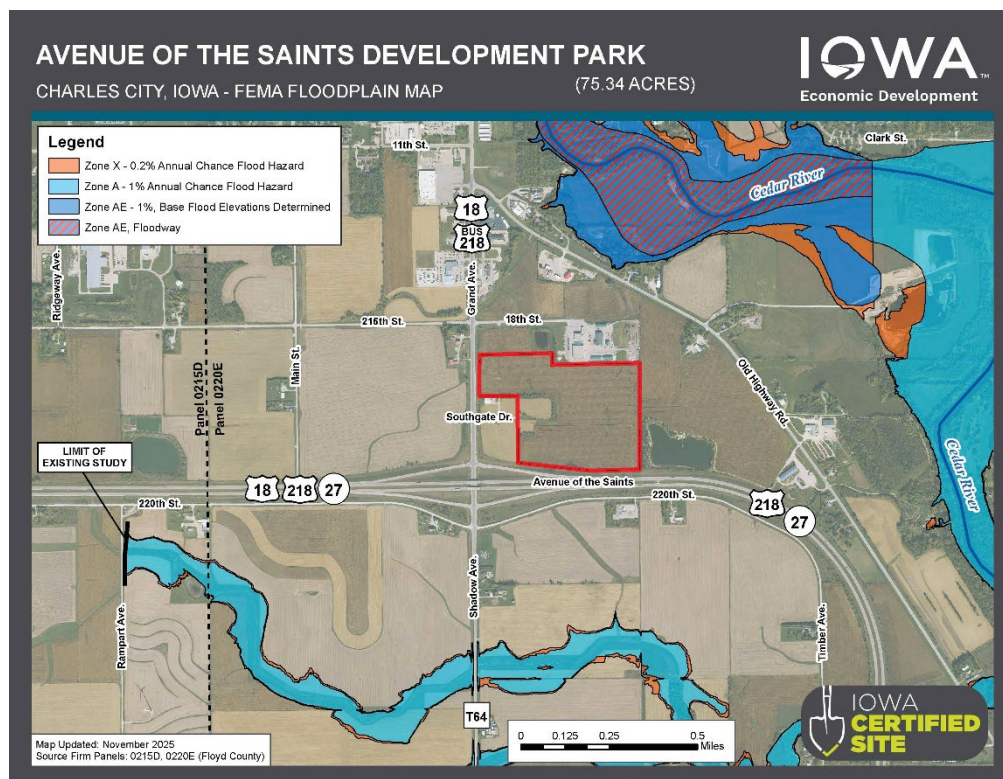 AVENUE OF THE SAINTS DEVELOPMENT PARK
CHARLES CITY, IOWA - FEMA FLOODPLAIN MAP
(75.34 ACRES)
IOWA™
Economic Development
Legend
Zone X - 0.2% Annual Chance Flood Hazard
Zone A - 1% Annual Chance Flood Hazard
Zone AE - 1%, Base Flood Elevations Determined
Zone AE, Floodway
11th St.
Clark St.
Cedar River
18
BUS
218
Ridgeway Ave.
Grand Ave.
215th St.
18th St.
Main St.
Panel 0215D
Panel 0220E
Old Highway Rd.
Southgate Dr.
LIMIT OF
EXISTING STUDY
Cedar River
18
218
27
Avenue of the Saints
220th St.
220th St.
218
27
Rampart Ave.
Shadow Ave.
Timber Ave.
T64
0 0.125 0.25 0.5
Miles
IOWA
CERTIFIED
SITE
Map Updated: November 2025
Source Firm Panels: 0215D, 0220E (Floyd County)